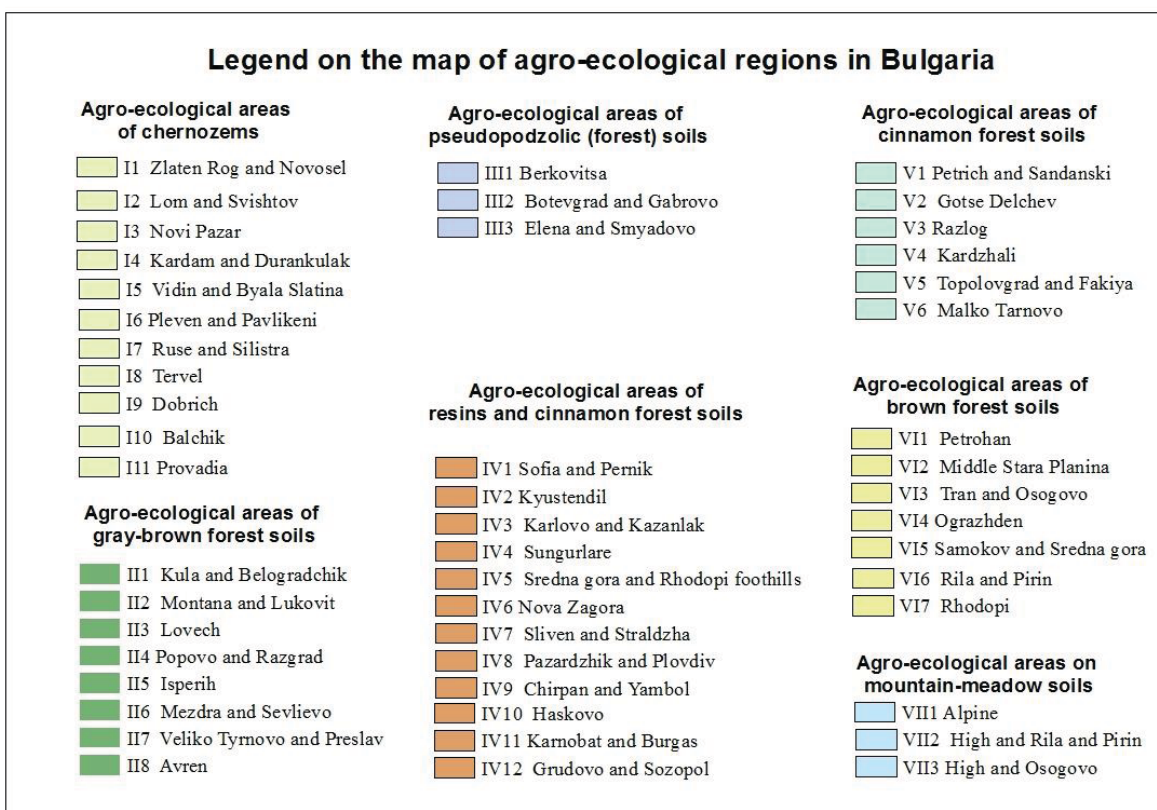 Legend on the map of agro-ecological regions in Bulgaria
Agro-ecological areas
of chernozems
I1 Zlaten Rog and Novosel
I2 Lom and Svishtov
I3 Novi Pazar
I4 Kardam and Durankulak
I5 Vidin and Byala Slatina
I6 Pleven and Pavlikeni
I7 Ruse and Silistra
I8 Tervel
I9 Dobrich
I10 Balchik
I11 Provadia
Agro-ecological areas of
gray-brown forest soils
II1 Kula and Belogradchik
II2 Montana and Lukovit
II3 Lovech
II4 Popovo and Razgrad
II5 Isperih
II6 Mezdra and Sevlievo
II7 Veliko Tyrnovo and Preslav
II8 Avren
Agro-ecological areas of
pseudopodzolic (forest) soils
III1 Berkovitsa
III2 Botevgrad and Gabrovo
III3 Elena and Smyadovo
Agro-ecological areas of
resins and cinnamon forest soils
IV1 Sofia and Pernik
IV2 Kyustendil
IV3 Karlovo and Kazanlak
IV4 Sungurlare
IV5 Sredna gora and Rhodopi foothills
IV6 Nova Zagora
IV7 Sliven and Straldzha
IV8 Pazardzhik and Plovdiv
IV9 Chirpan and Yambol
IV10 Haskovo
IV11 Karnobat and Burgas
IV12 Grudovo and Sozopol
Agro-ecological areas of
cinnamon forest soils
V1 Petrich and Sandanski
V2 Gotse Delchev
V3 Razlog
V4 Kardzhali
V5 Topolovgrad and Fakiya
V6 Malko Tarnovo
Agro-ecological areas of
brown forest soils
VI1 Petrohan
VI2 Middle Stara Planina
VI3 Tran and Osogovo
VI4 Ograzhden
VI5 Samokov and Sredna gora
VI6 Rila and Pirin
VI7 Rhodopi
Agro-ecological areas on
mountain-meadow soils
VII1 Alpine
VII2 High and Rila and Pirin
VII3 High and Osogovo